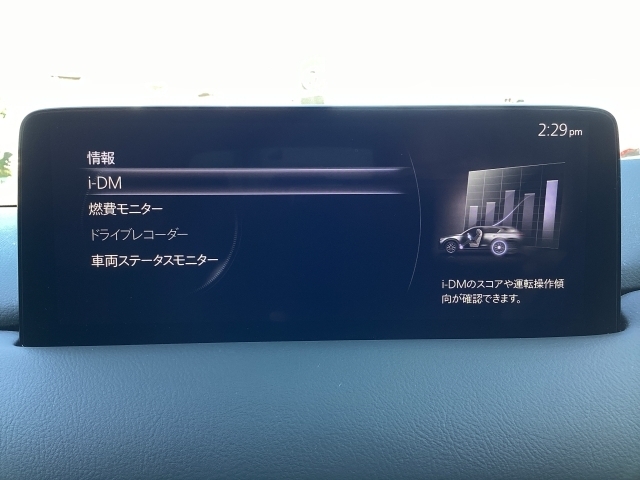 2:29pm
情報
i-DM
燃費モニター
ドライブレコーダー
車両ステータスモニター
i-DMのスコアや運転操作傾
向が確認できます。